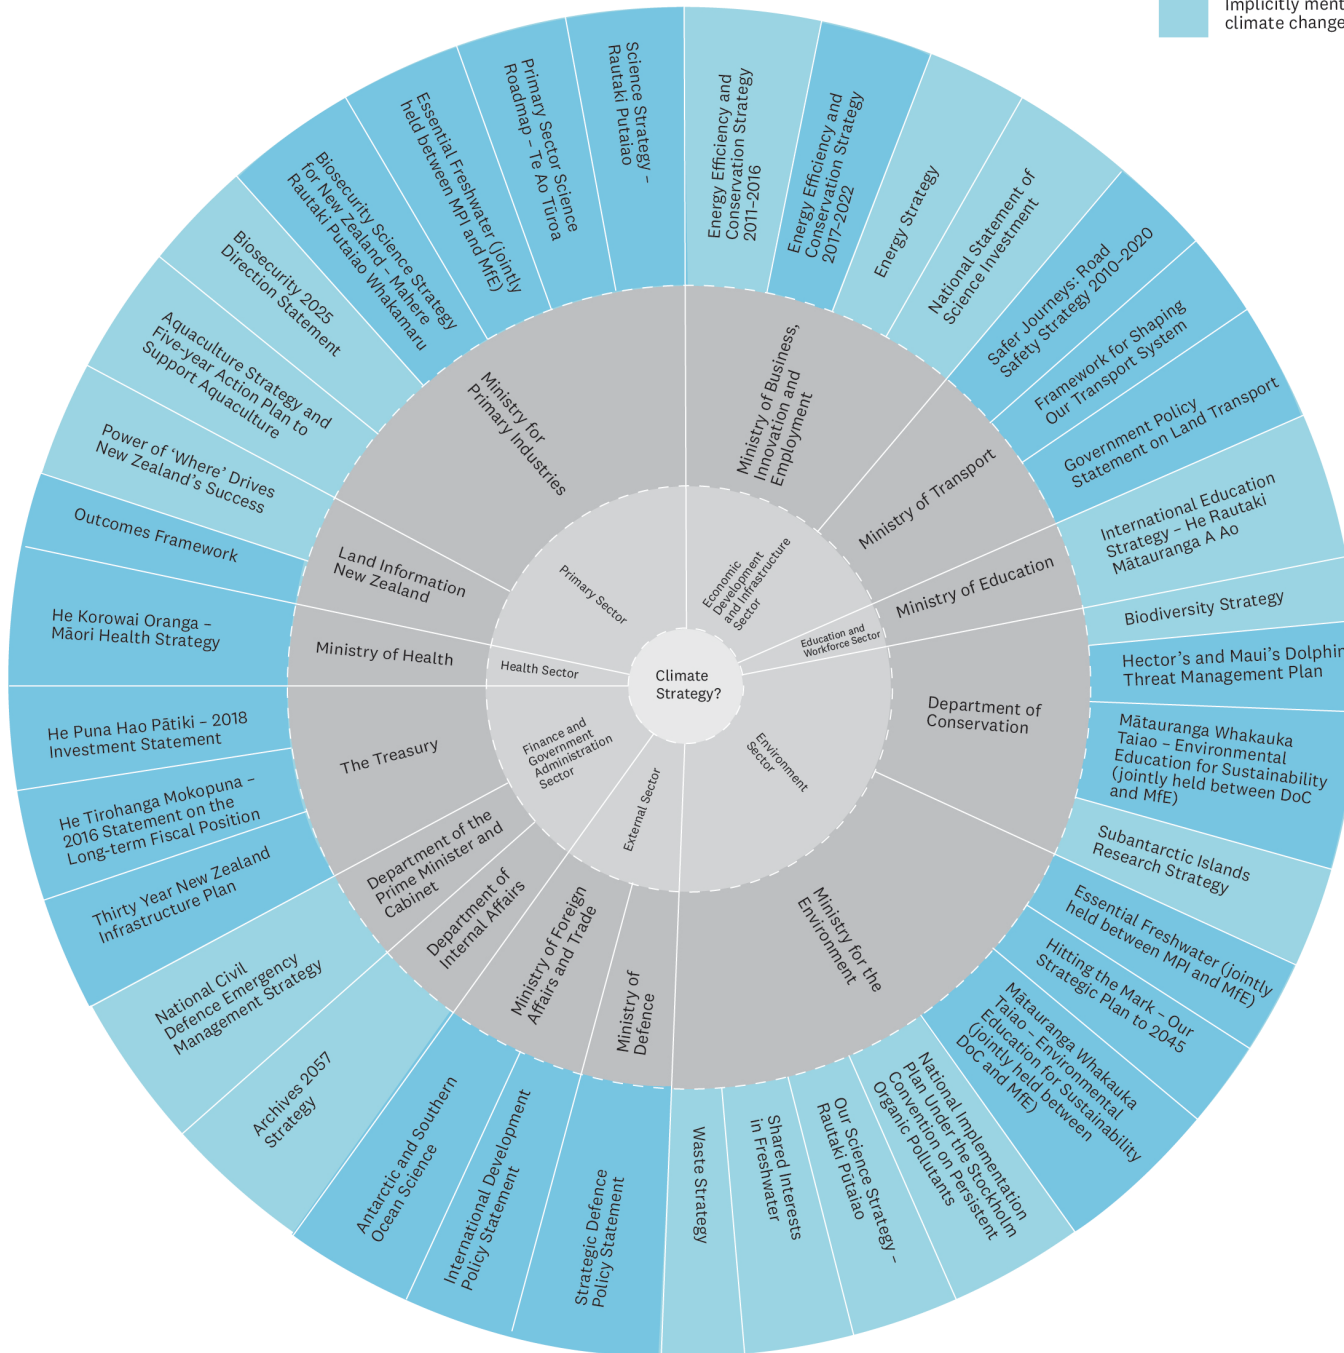 Implicitly ment
climate change
Energy Efficiency and
Conservation Strategy
2011–2016
Energy Efficiency and
Conservation Strategy
2017–2022
Energy Strategy
National Statement of
Science Investment
Safer Journeys: Road
Safety Strategy 2010–2020
Framework for Shaping
Our Transport System
Government Policy
Statement on Land Transport
International Education
Strategy – He Rautaki
Mātauranga A Ao
Biodiversity Strategy
Hector's and Maui's Dolphin
Threat Management Plan
Mātauranga Whakauka
Taiao – Environmental
Education for Sustainability
(jointly held between DoC
and MfE)
Subantarctic Islands
Research Strategy
Essential Freshwater (jointly
held between MPI and MfE)
Hitting the Mark – Our
Strategic Plan to 2045
Mātauranga Whakauka
Taiao – Environmental
Education for Sustainability
(jointly held between
DoC and MfE)
National Implementation
Plan Under the Stockholm
Convention on Persistent
Organic Pollutants
Our Science Strategy –
Rautaki Pūtaiao
Shared Interests
in Freshwater
Waste Strategy
Strategic Defence
Policy Statement
International Development
Policy Statement
Antarctic and Southern
Ocean Science
Archives 2057
Strategy
National Civil
Defence Emergency
Management Strategy
Thirty Year New Zealand
Infrastructure Plan
He Tirohanga Mokopuna –
2016 Statement on the
Long-term Fiscal Position
He Puna Hao Pātiki – 2018
Investment Statement
He Korowai Oranga –
Māori Health Strategy
Outcomes Framework
Power of 'Where' Drives
New Zealand's Success
Aquaculture Strategy and
Five-year Action Plan to
Support Aquaculture
Biosecurity 2025
Direction Statement
Biosecurity Science Strategy
for New Zealand – Mahere
Rautaki Putaiao Whakamaru
Essential Freshwater (jointly
held between MPI and MfE)
Primary Sector Science
Roadmap – Te Ao Tūroa
Science Strategy –
Rautaki Putaiao
Ministry of Business,
Innovation and
Employment
Ministry of Transport
Ministry of Education
Department of
Conservation
Ministry for the
Environment
Ministry of
Defence
Ministry of Foreign
Affairs and Trade
Department of
Internal Affairs
Department of the
Prime Minister and
Cabinet
The Treasury
Ministry of Health
Land Information
New Zealand
Ministry for
Primary Industries
Economic
Development
and Infrastructure
Sector
Education and
Workforce Sector
Environment
Sector
External Sector
Finance and
Government
Administration
Sector
Health Sector
Primary Sector
Climate
Strategy?